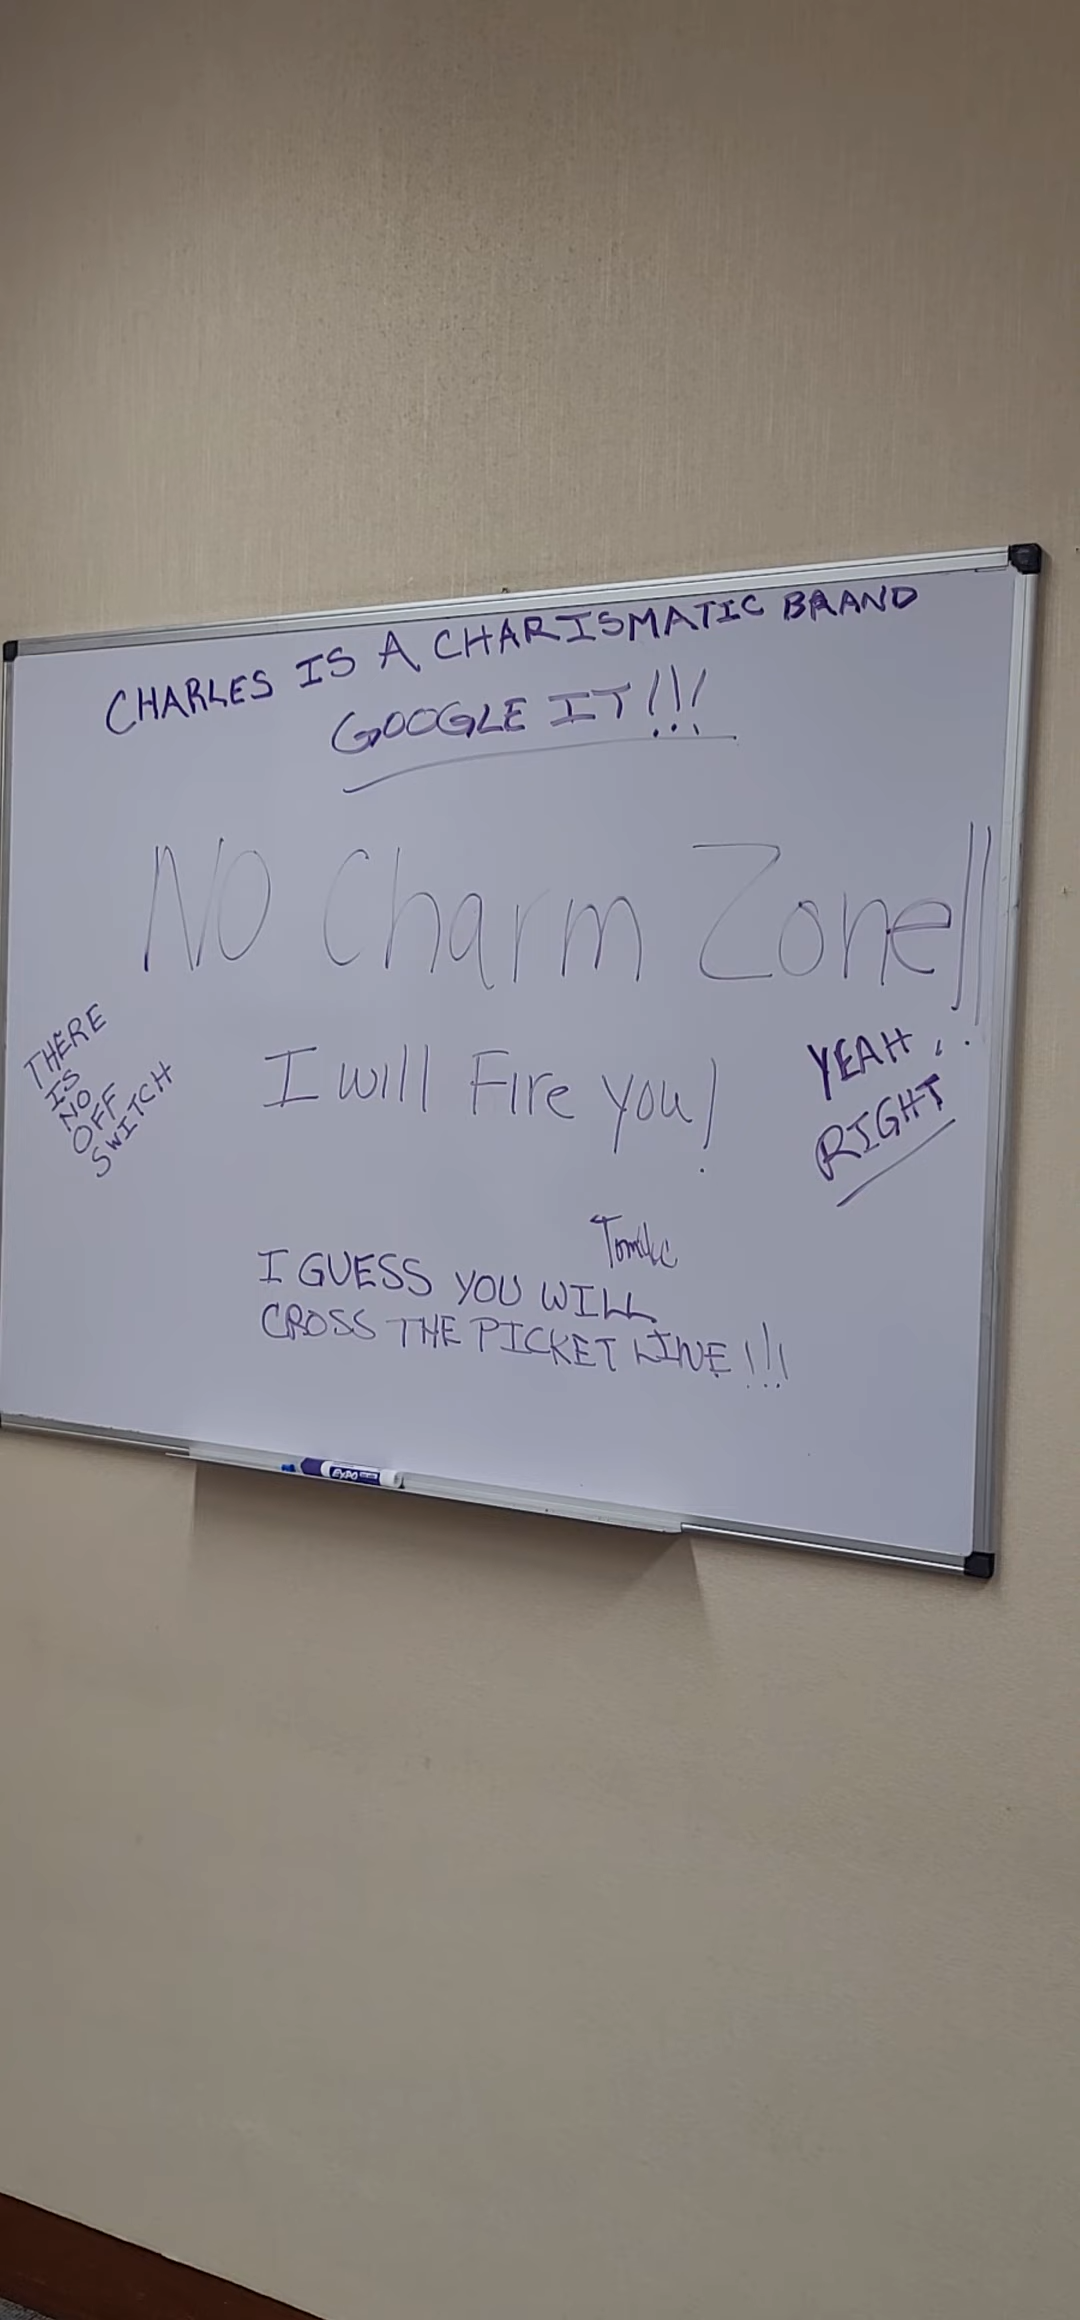 CHARLES IS A CHARISMATIC BRAND
GOOGLE IT!!!
No Charm Zone!!
THERE
IS
NO
OFF
SWITCH
I will Fire you!
YEAH
RIGHT
I GUESS YOU WILL
CROSS THE PICKET LINE!!!
EXPO